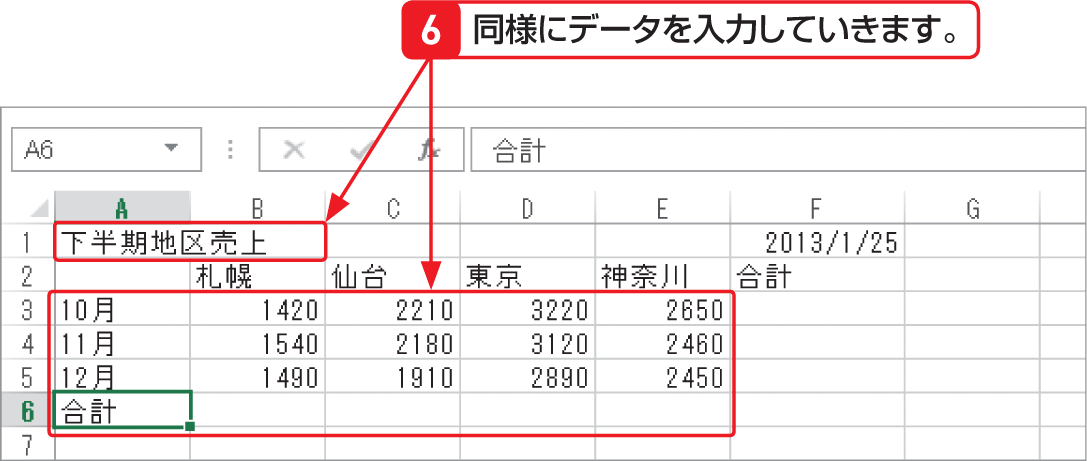 6 同様にデータを入力していきます。
A6 fx 合計
A B C D E F G
1 下半期地区売上 2013/1/25
2 札幌 仙台 東京 神奈川 合計
3 10月 1420 2210 3220 2650
4 11月 1540 2180 3120 2460
5 12月 1490 1910 2890 2450
6 合計
7